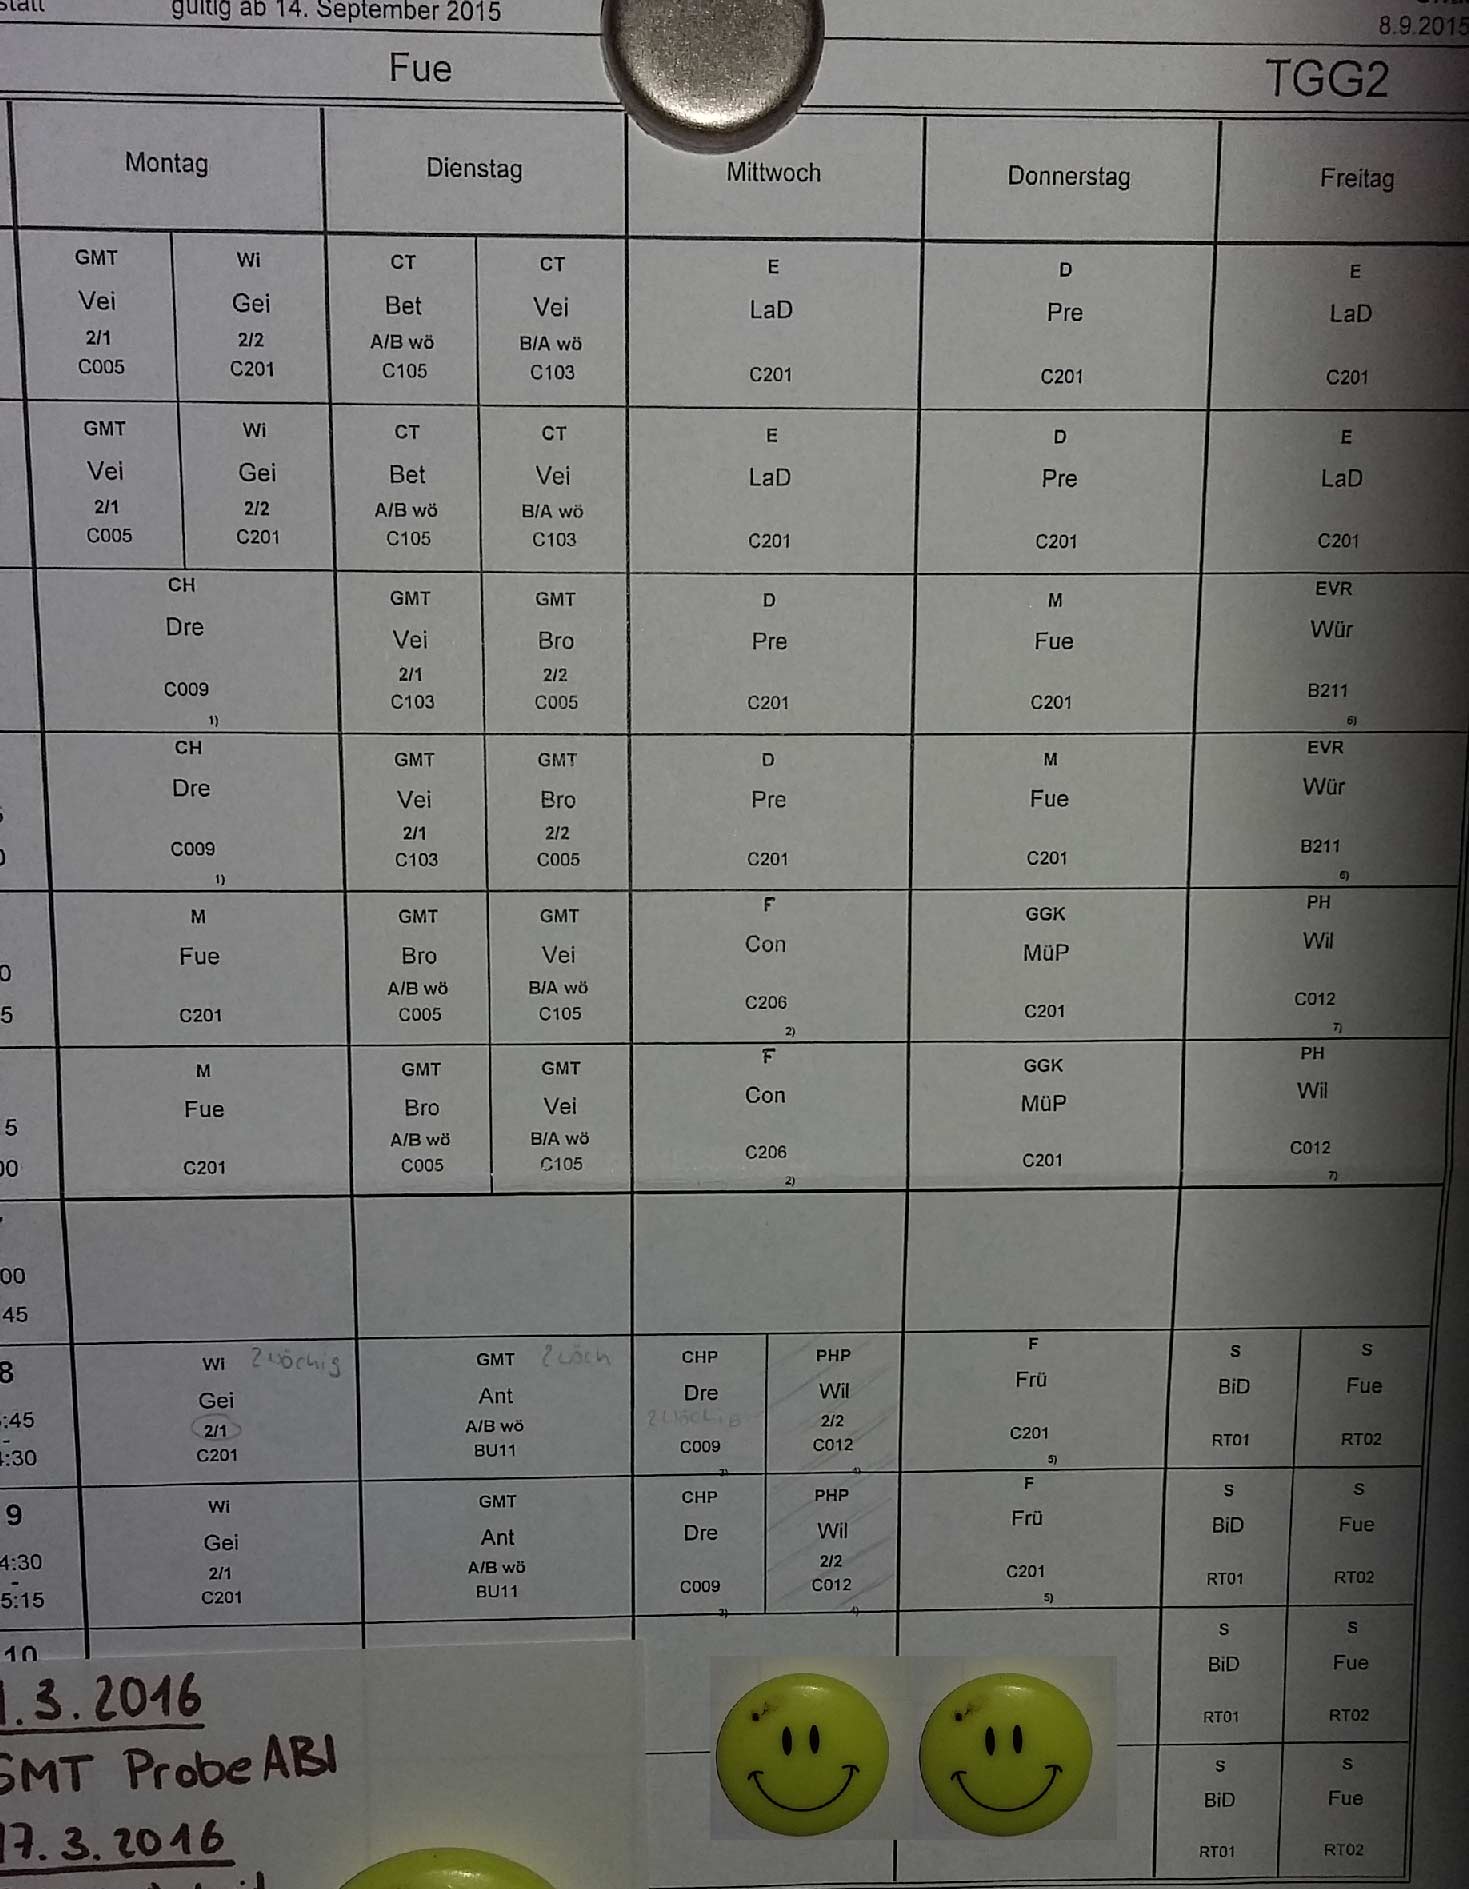 gültig ab 14. September 2015
8.9.2015
Fue TGG2
Montag Dienstag Mittwoch Donnerstag Freitag
GMT Wi CT CT E D E
Vei Gei Bet Vei LaD Pre LaD
2/1 2/2 A/B wö B/A wö
C005 C201 C105 C103 C201 C201 C201
GMT Wi CT CT E D E
Vei Gei Bet Vei LaD Pre LaD
2/1 2/2 A/B wö B/A wö
C005 C201 C105 C103 C201 C201 C201
CH GMT GMT D M EVR
Dre Vei Bro Pre Fue Wür
2/1 2/2
C009 C103 C005 C201 C201 B211
1) 6)
CH GMT GMT D M EVR
Dre Vei Bro Pre Fue Wür
2/1 2/2
C009 C103 C005 C201 C201 B211
1) 6)
M GMT GMT F GGK PH
Fue Bro Vei Con MüP Wil
A/B wö B/A wö
C201 C005 C105 C206 C201 C012
2) 7)
M GMT GMT F GGK PH
Fue Bro Vei Con MüP Wil
A/B wö B/A wö
C201 C005 C105 C206 C201 C012
2) 7)
00
45
8 Wi 2wöchig GMT 2wöch CHP PHP F S S
Gei Ant Dre Wil Frü BiD Fue
:45 2/1 A/B wö 2wöchig 2/2
:30 C201 BU11 C009 C012 C201 RT01 RT02
3) 4) 5)
9 Wi GMT CHP PHP F S S
Gei Ant Dre Wil Frü BiD Fue
4:30 2/1 A/B wö 2/2
5:15 C201 BU11 C009 C012 C201 RT01 RT02
3) 4) 5)
10 S S
BiD Fue
RT01 RT02
S S
BiD Fue
RT01 RT02
1.3.2016
GMT ProbeABI
17.3.2016